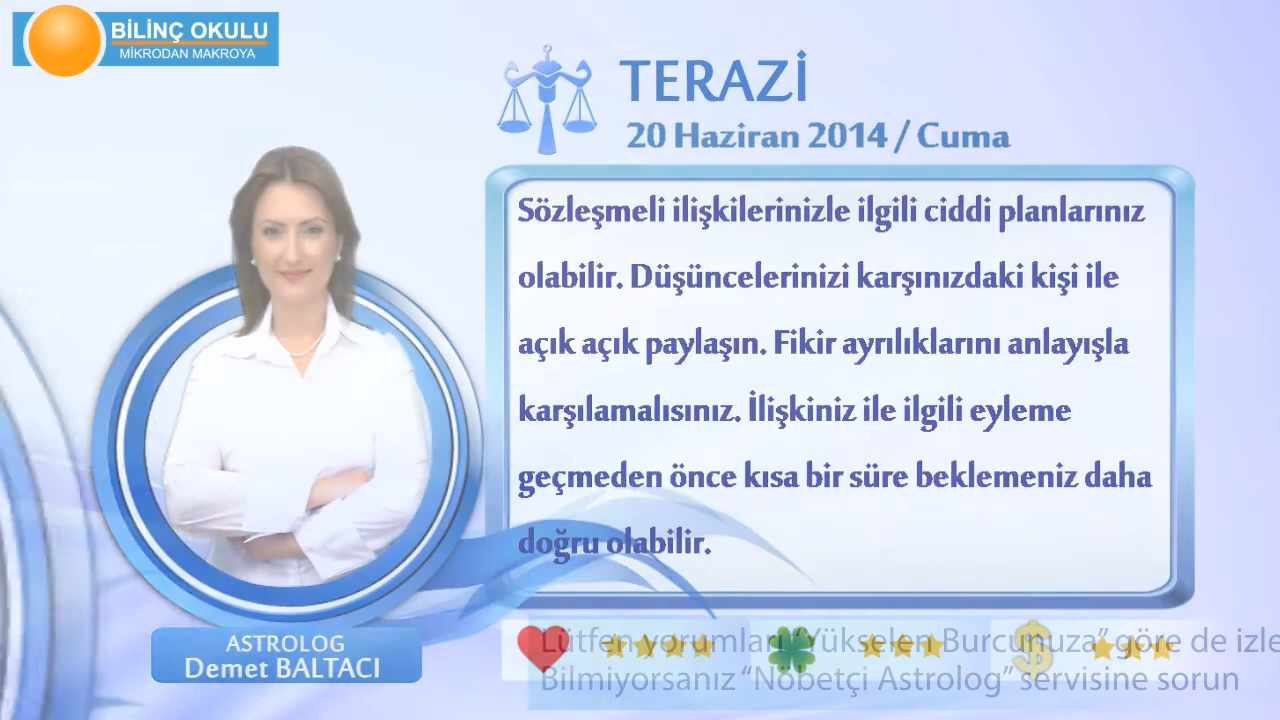 BİLİNÇ OKULU
MİKRODAN MAKROYA
TERAZİ
20 Haziran 2014 / Cuma
Sözleşmeli ilişkilerinizle ilgili ciddi planlarınız
olabilir. Düşüncelerinizi karşınızdaki kişi ile
açık açık paylaşın. Fikir ayrılıklarını anlayışla
karşılamalısınız. İlişkiniz ile ilgili eyleme
geçmeden önce kısa bir süre beklemeniz daha
doğru olabilir.
ASTROLOG
Demet BALTACI
Lütfen yorumları "Yükselen Burcunuza" göre de izle
Bilmiyorsanız "Nöbetçi Astrolog" servisine sorun